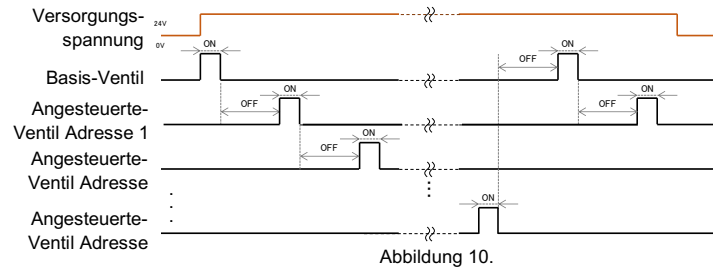 Versorgungs-
spannung
24V
0V
ON
ON
Basis-Ventil
OFF
ON
OFF
ON
Angesteuerte-
Ventil Adresse 1
OFF
ON
Angesteuerte-
Ventil Adresse
ON
Angesteuerte-
Ventil Adresse
Abbildung 10.